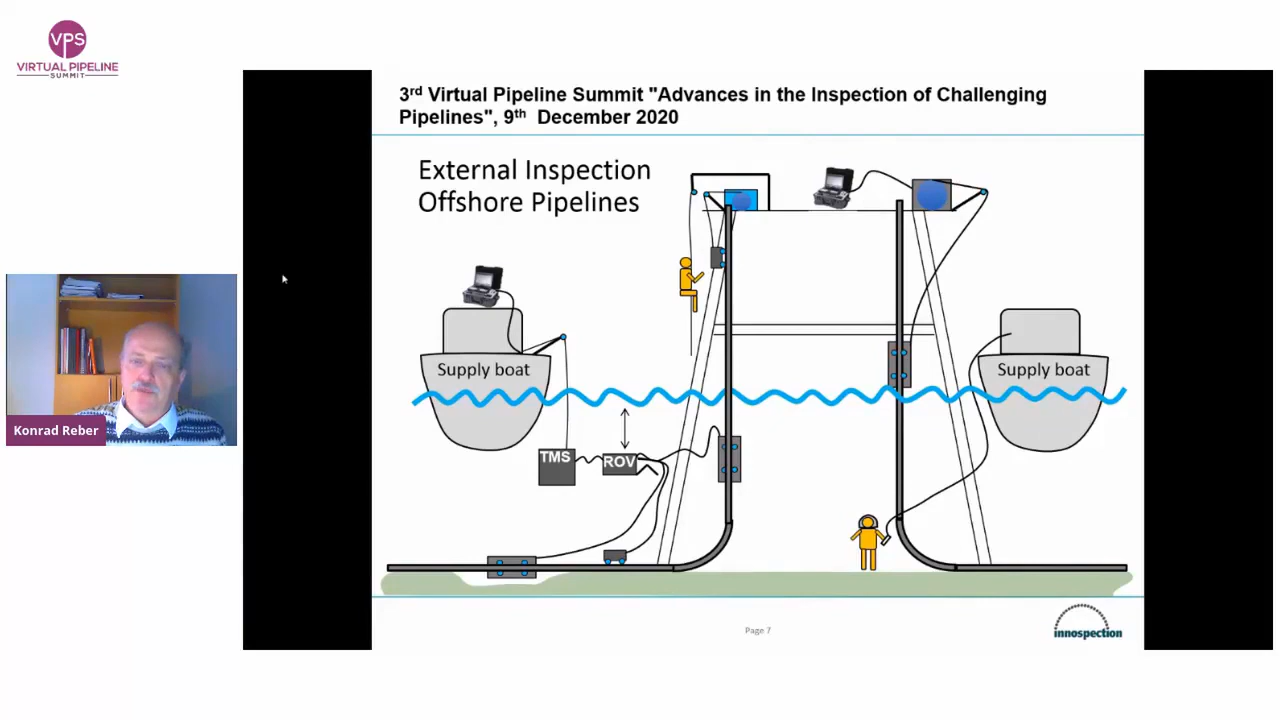 VPS
VIRTUAL PIPELINE
SUMMIT
3rd Virtual Pipeline Summit "Advances in the Inspection of Challenging
Pipelines", 9th December 2020
External Inspection
Offshore Pipelines
Supply boat
Supply boat
Konrad Reber
TMS
ROV
Page 7
innospection